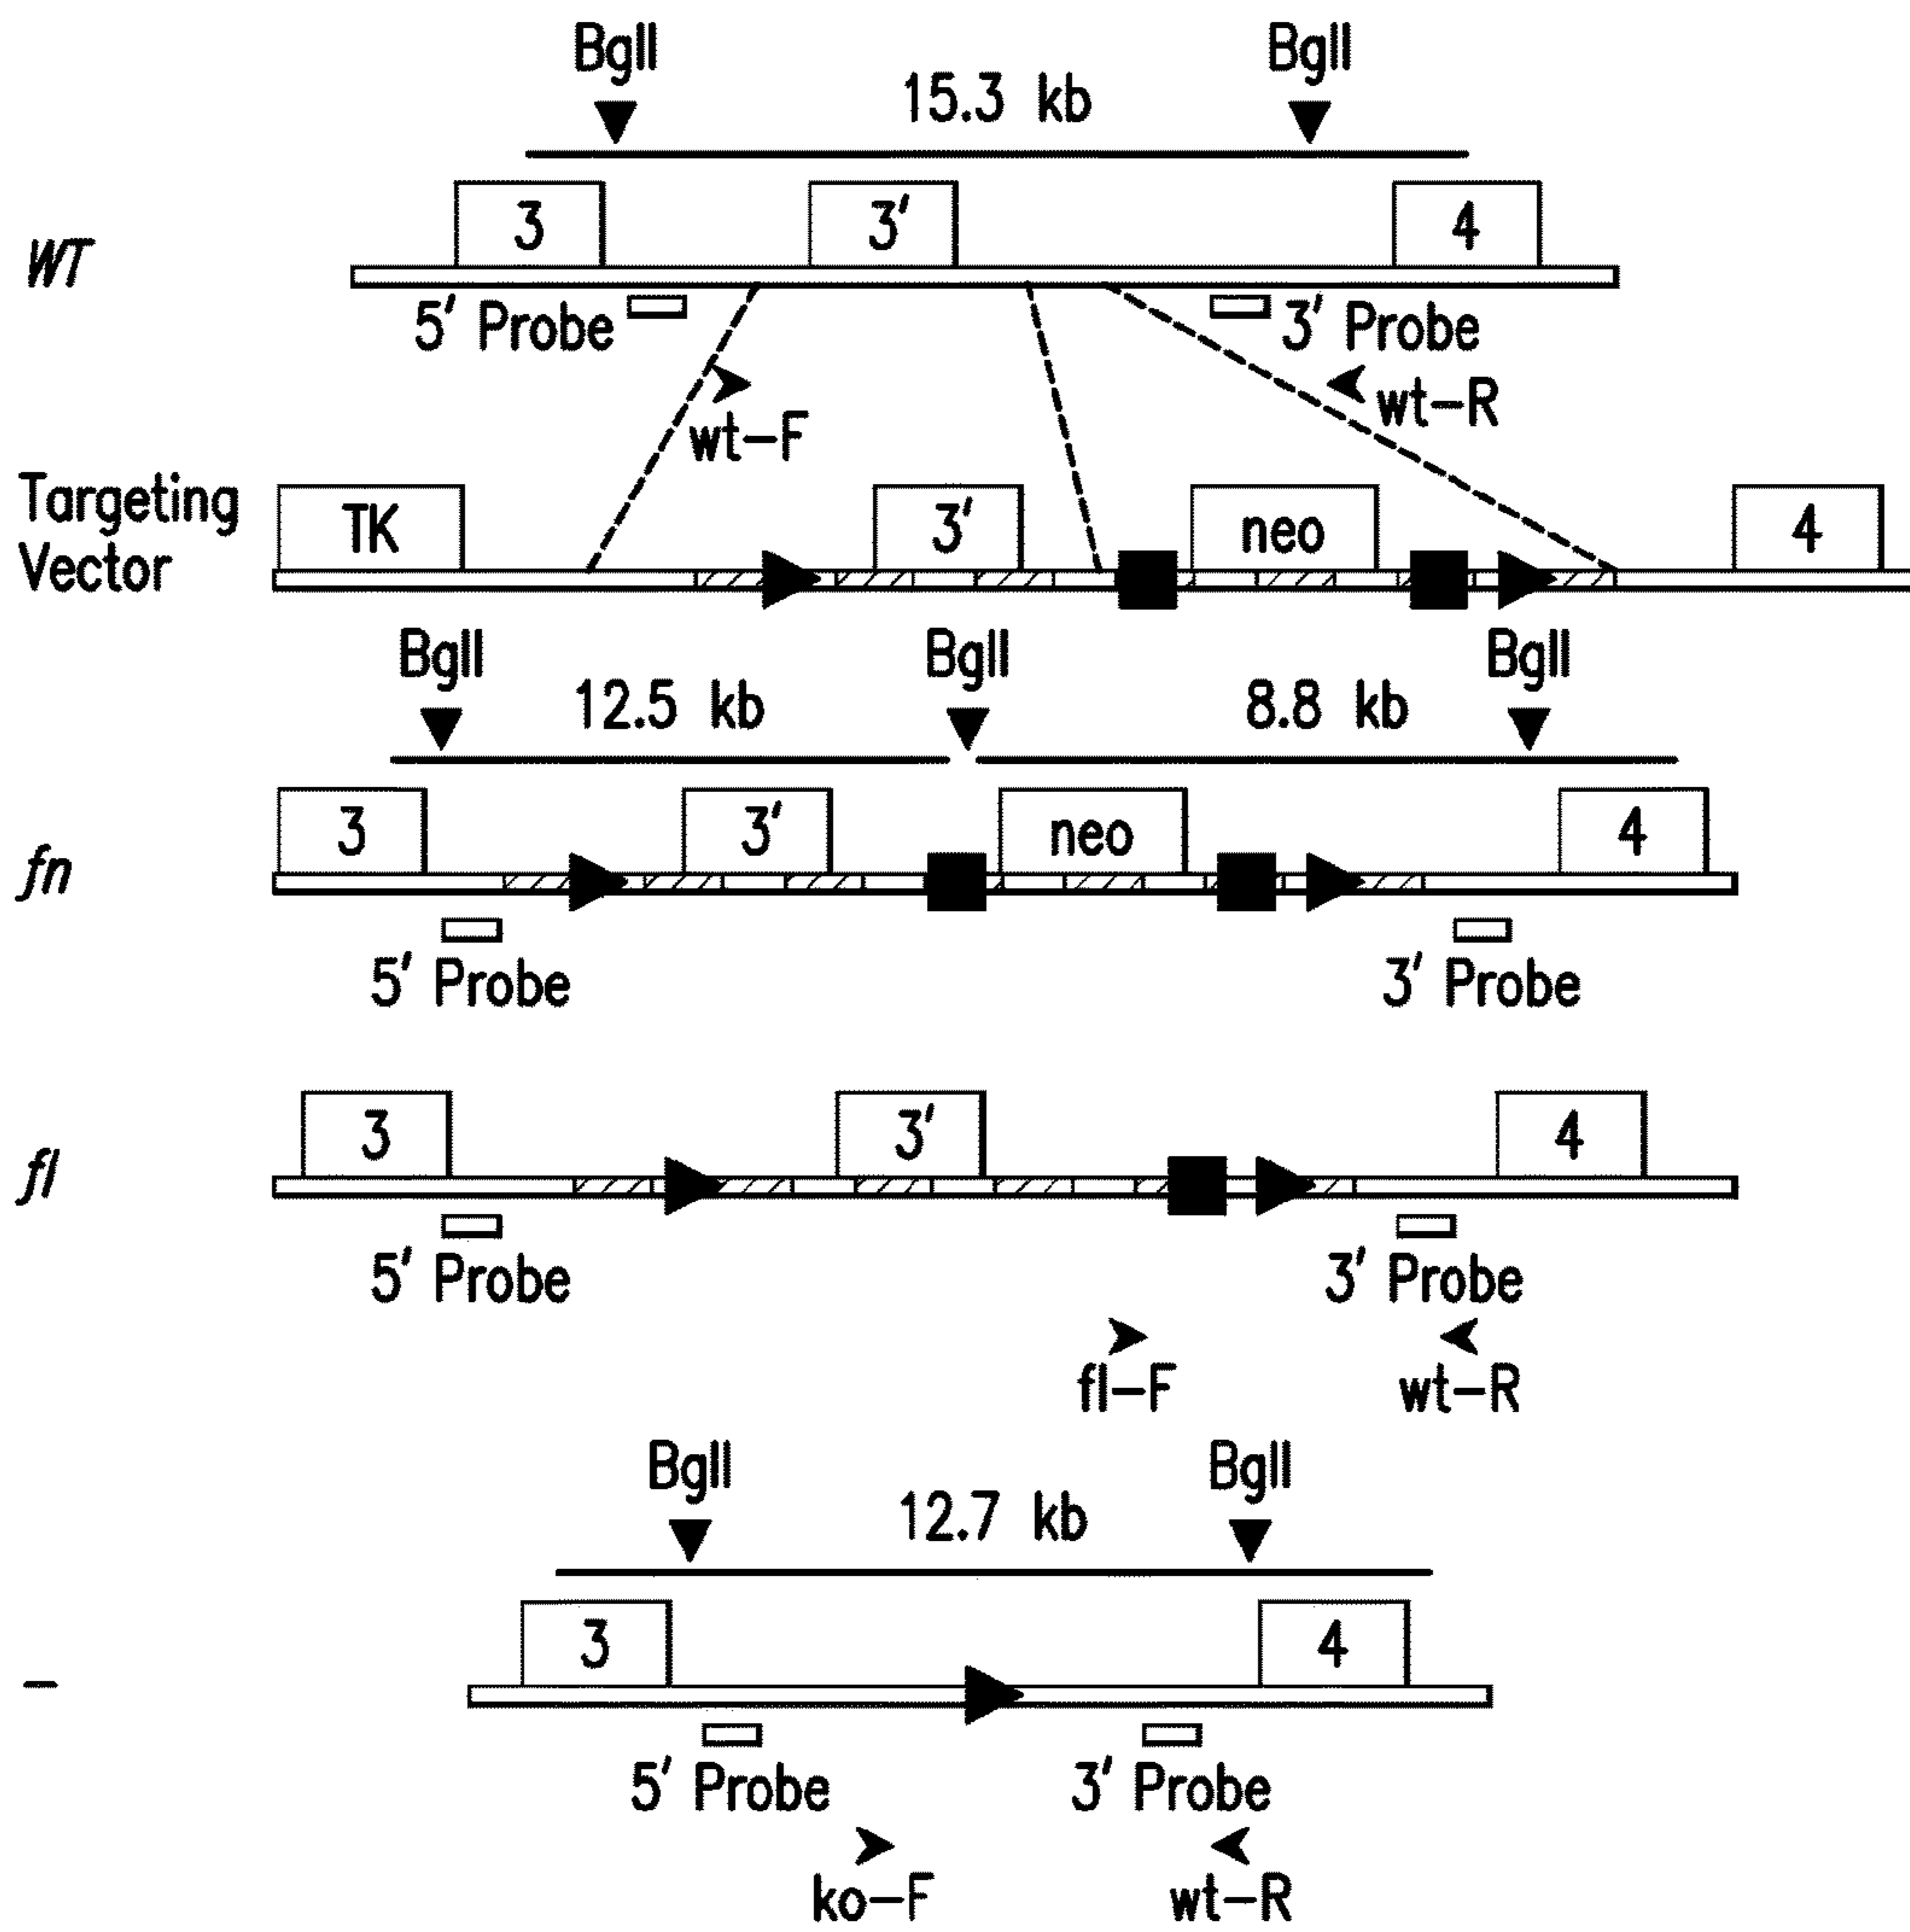 BglI BglI
15.3 kb
3 3' 4
WT
5' Probe 3' Probe
wt-F wt-R
Targeting
Vector
TK 3' neo 4
BglI BglI BglI
12.5 kb 8.8 kb
3 3' neo 4
fn
5' Probe 3' Probe
3 3' 4
fl
5' Probe 3' Probe
fl-F wt-R
BglI BglI
12.7 kb
3 4
–
5' Probe 3' Probe
ko-F wt-R